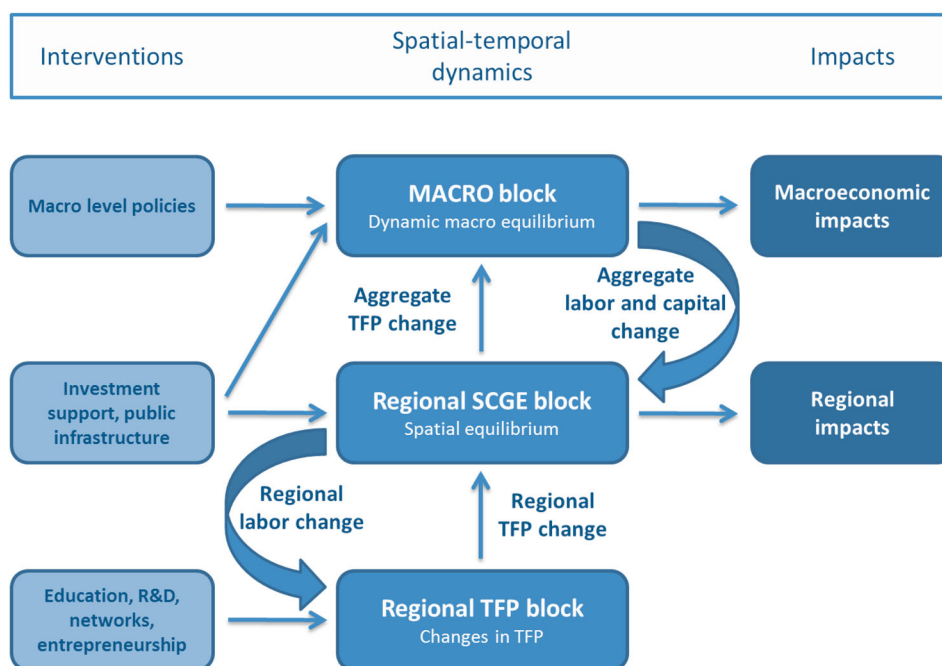 Interventions
Spatial-temporal
dynamics
Impacts
Macro level policies
MACRO block
Dynamic macro equilibrium
Macroeconomic
impacts
Aggregate
TFP change
Aggregate
labor and capital
change
Investment
support, public
infrastructure
Regional SCGE block
Spatial equilibrium
Regional
impacts
Regional
labor change
Regional
TFP change
Education, R&D,
networks,
entrepreneurship
Regional TFP block
Changes in TFP